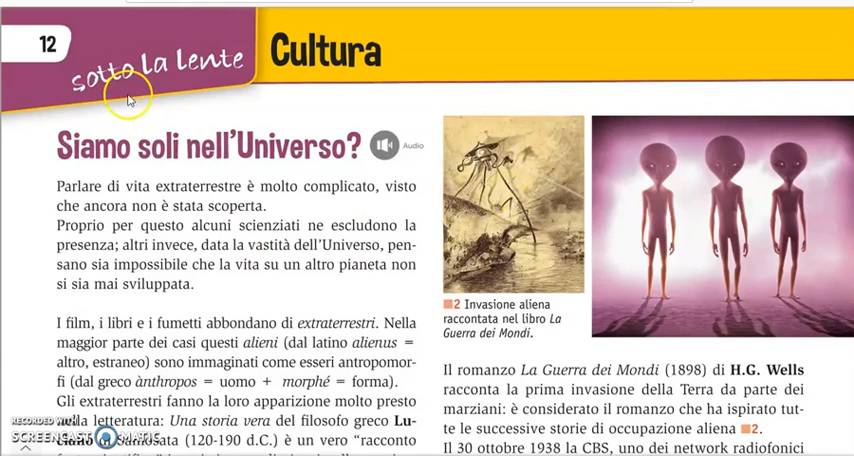 12
sotto la lente
Cultura
Siamo soli nell'Universo?
Audio
Parlare di vita extraterrestre è molto complicato, visto
che ancora non è stata scoperta.
Proprio per questo alcuni scienziati ne escludono la
presenza; altri invece, data la vastità dell'Universo, pen-
sano sia impossibile che la vita su un altro pianeta non
si sia mai sviluppata.
I film, i libri e i fumetti abbondano di extraterrestri. Nella
maggior parte dei casi questi alieni (dal latino alienus =
altro, estraneo) sono immaginati come esseri antropomor-
fi (dal greco ànthropos = uomo + morphé = forma).
Gli extraterrestri fanno la loro apparizione molto presto
nella letteratura: Una storia vera del filosofo greco Lu-
(120-190 d.C.) è un vero "racconto
2 Invasione aliena
raccontata nel libro La
Guerra dei Mondi.
Il romanzo La Guerra dei Mondi (1898) di H.G. Wells
racconta la prima invasione della Terra da parte dei
marziani: è considerato il romanzo che ha ispirato tut-
te le successive storie di occupazione aliena 2.
Il 30 ottobre 1938 la CBS, uno dei network radiofonici
RECORDED WITH
SCREENCAST MATIC